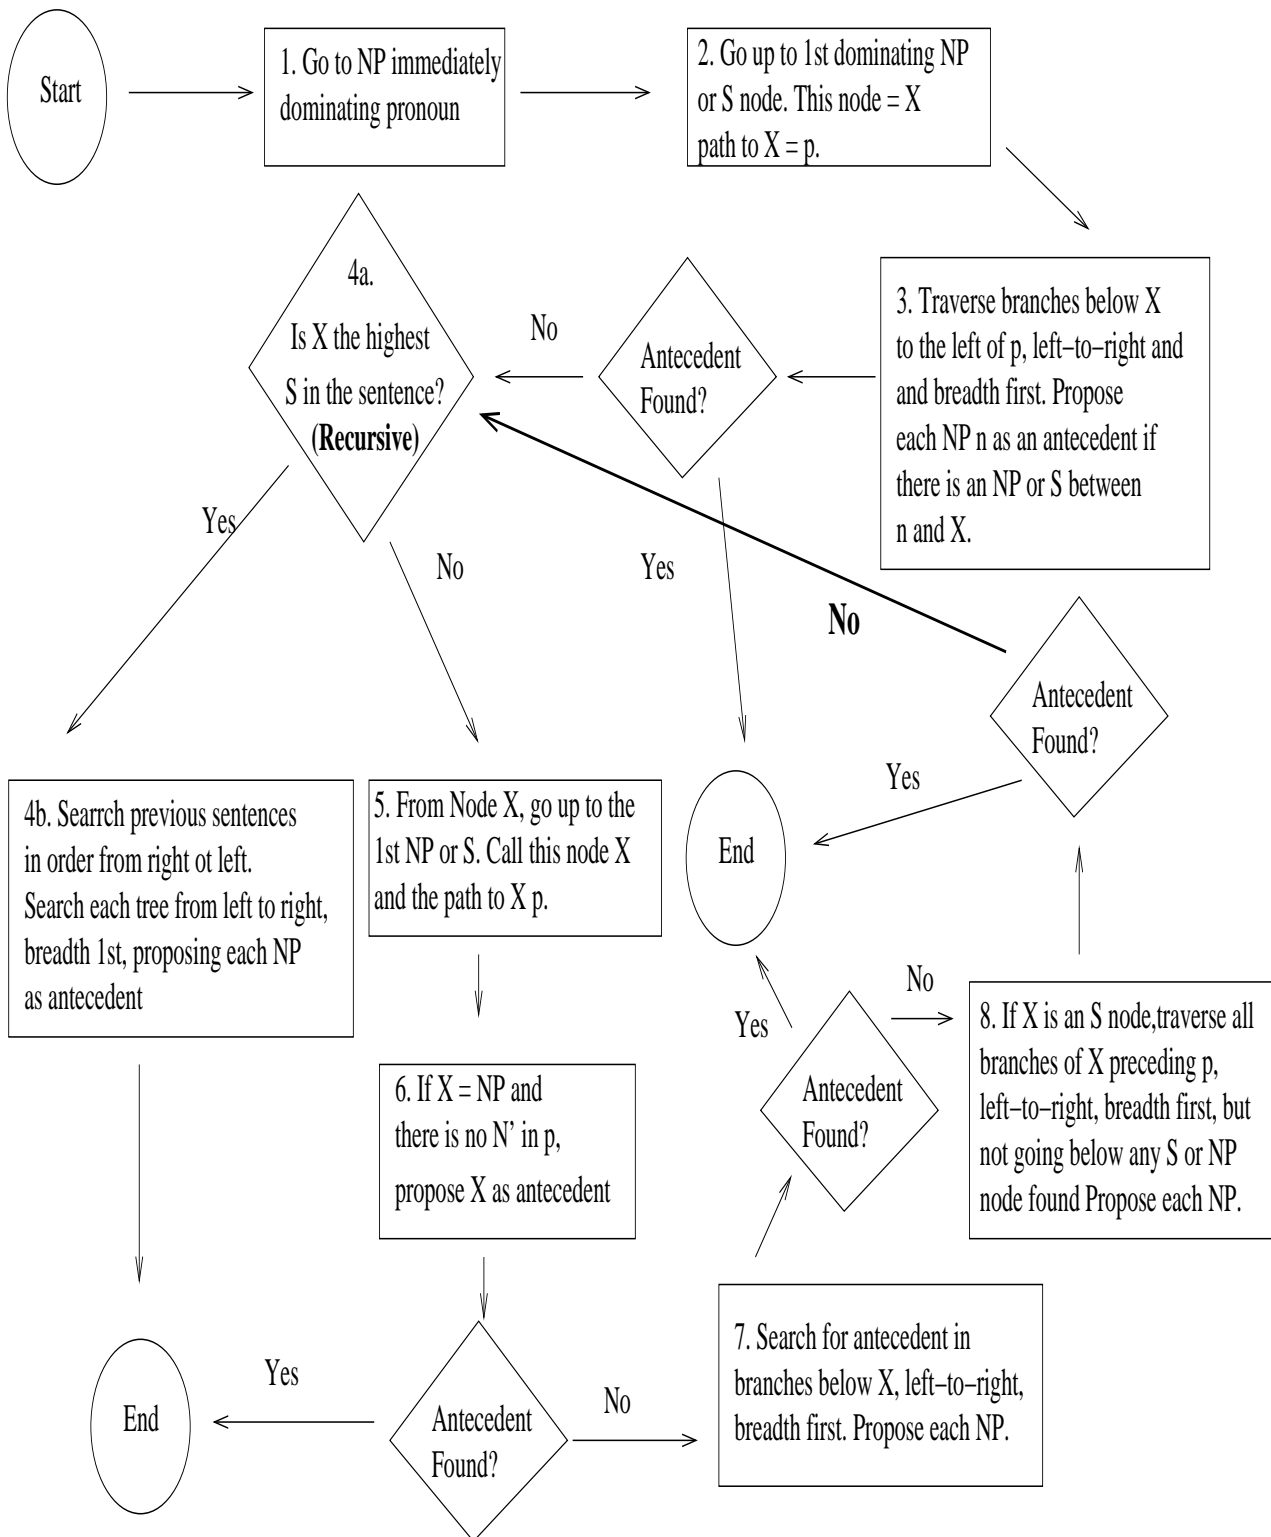 Start
1. Go to NP immediately
dominating pronoun
2. Go up to 1st dominating NP
or S node. This node = X
path to X = p.
4a.
Is X the highest
S in the sentence?
(Recursive)
No
Antecedent
Found?
3. Traverse branches below X
to the left of p, left-to-right and
and breadth first. Propose
each NP n as an antecedent if
there is an NP or S between
n and X.
Yes
No
Yes
No
Antecedent
Found?
Yes
4b. Searrch previous sentences
in order from right ot left.
Search each tree from left to right,
breadth 1st, proposing each NP
as antecedent
5. From Node X, go up to the
1st NP or S. Call this node X
and the path to X p.
End
Yes
No
Antecedent
Found?
8. If X is an S node,traverse all
branches of X preceding p,
left-to-right, breadth first, but
not going below any S or NP
node found Propose each NP.
6. If X = NP and
there is no N' in p,
propose X as antecedent
End
Yes
Antecedent
Found?
No
7. Search for antecedent in
branches below X, left-to-right,
breadth first. Propose each NP.